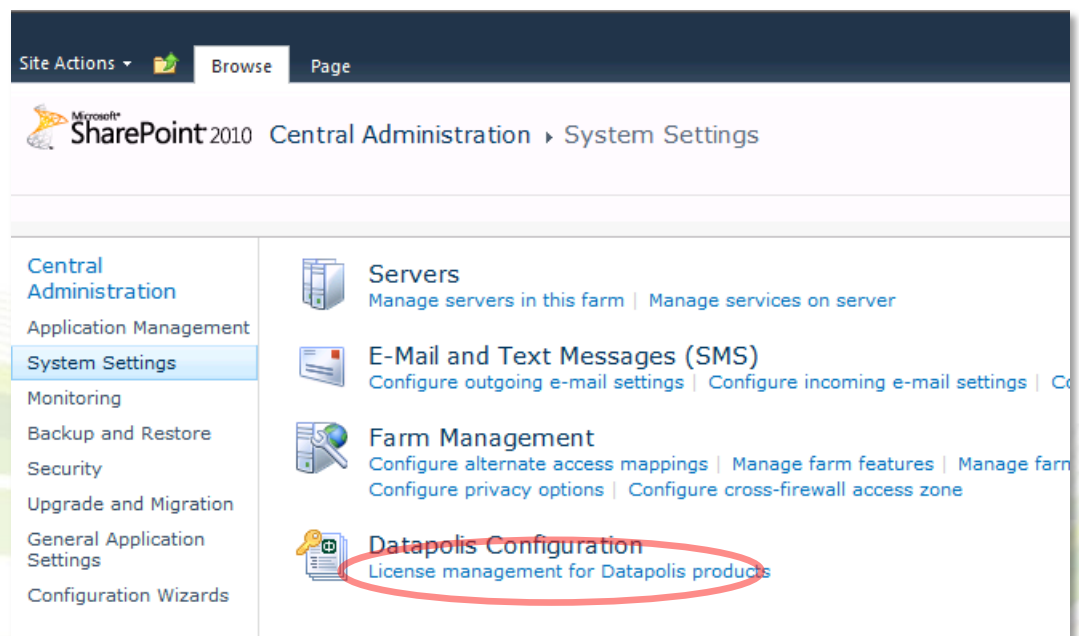 Site Actions Browse Page
Microsoft®
SharePoint 2010 Central Administration System Settings
Central
Administration
Application Management
System Settings
Monitoring
Backup and Restore
Security
Upgrade and Migration
General Application
Settings
Configuration Wizards
Servers
Manage servers in this farm | Manage services on server
E-Mail and Text Messages (SMS)
Configure outgoing e-mail settings | Configure incoming e-mail settings |
Farm Management
Configure alternate access mappings | Manage farm features | Manage farm
Configure privacy options | Configure cross-firewall access zone
Datapolis Configuration
License management for Datapolis products